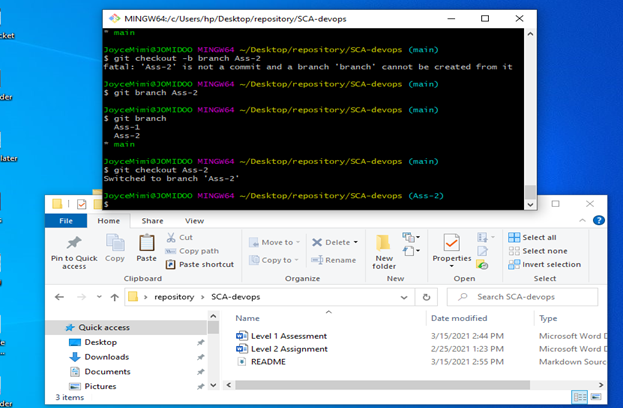 MINGW64:/c/Users/hp/Desktop/repository/SCA-devops
* main
JoyceMimi@JOMIDOO MINGW64 ~/Desktop/repository/SCA-devops (main)
$ git checkout -b branch Ass-2
fatal: 'Ass-2' is not a commit and a branch 'branch' cannot be created from it
JoyceMimi@JOMIDOO MINGW64 ~/Desktop/repository/SCA-devops (main)
$ git branch Ass-2
JoyceMimi@JOMIDOO MINGW64 ~/Desktop/repository/SCA-devops (main)
$ git branch
Ass-1
Ass-2
* main
JoyceMimi@JOMIDOO MINGW64 ~/Desktop/repository/SCA-devops (main)
$ git checkout Ass-2
Switched to branch 'Ass-2'
JoyceMimi@JOMIDOO MINGW64 ~/Desktop/repository/SCA-devops (Ass-2)
$
File Home Share View
Pin to Quick access
Copy
Paste
Cut
Copy path
Paste shortcut
Move to
Copy to
Delete
Rename
New folder
Properties
Select all
Select none
Invert selection
Clipboard Organize New Open Select
repository > SCA-devops
Search SCA-devops
Quick access
Desktop
Downloads
Documents
Pictures
Name Date modified Type
Level 1 Assessment 3/15/2021 2:44 PM Microsoft Word D
Level 2 Assignment 2/25/2021 1:23 PM Microsoft Word D
README 3/15/2021 2:55 PM Markdown Sourc
3 items
cket
der
later
der